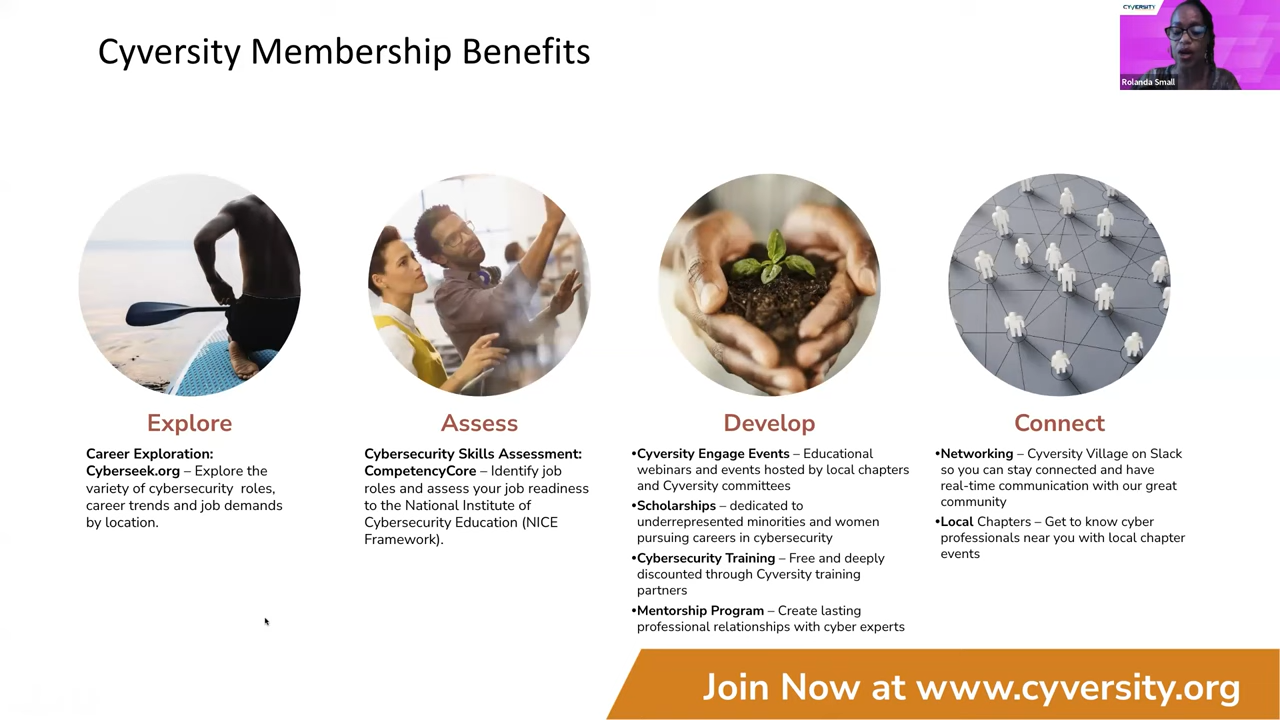 Cyversity Membership Benefits
CYVERSITY
Rolanda Small
Explore
Career Exploration:
Cyberseek.org – Explore the
variety of cybersecurity roles,
career trends and job demands
by location.
Assess
Cybersecurity Skills Assessment:
CompetencyCore – Identify job
roles and assess your job readiness
to the National Institute of
Cybersecurity Education (NICE
Framework).
Develop
•Cyversity Engage Events – Educational
webinars and events hosted by local chapters
and Cyversity committees
•Scholarships – dedicated to
underrepresented minorities and women
pursuing careers in cybersecurity
•Cybersecurity Training – Free and deeply
discounted through Cyversity training
partners
•Mentorship Program – Create lasting
professional relationships with cyber experts
Connect
•Networking – Cyversity Village on Slack
so you can stay connected and have
real-time communication with our great
community
•Local Chapters – Get to know cyber
professionals near you with local chapter
events
Join Now at www.cyversity.org